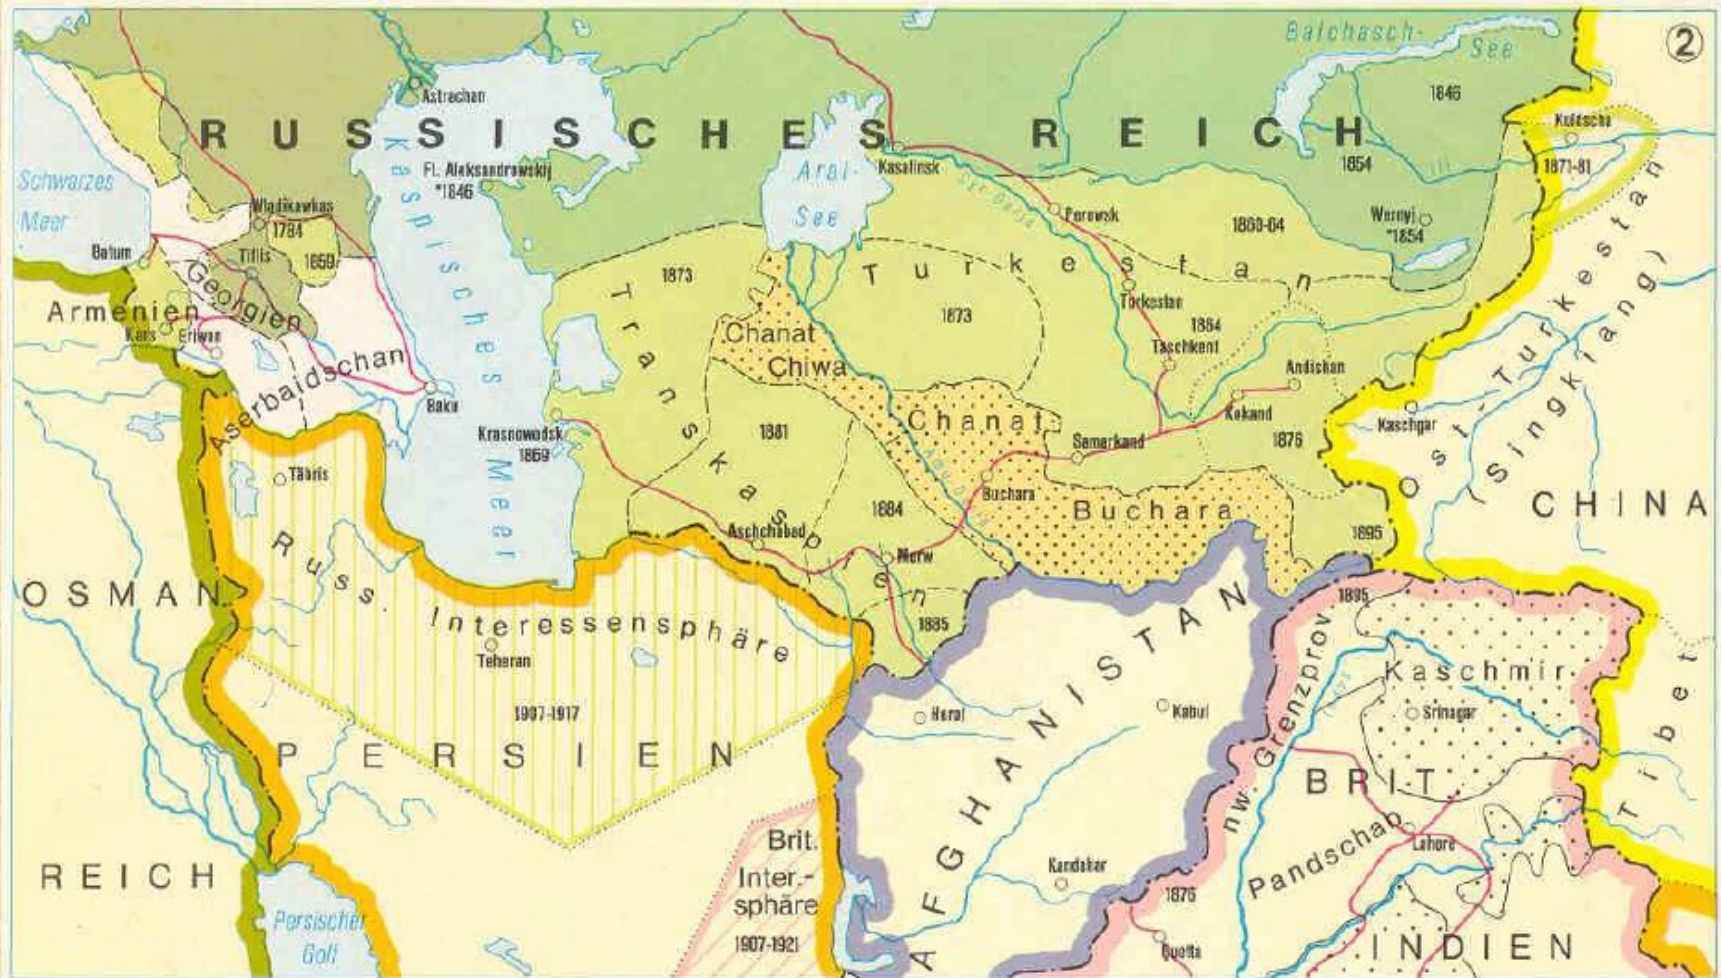 Balchasch-
See
②
RUSSISCHES REICH
1846
Astrachan
Kaspisches Meer
Ft. Aleksandrowskij
*1846
Aral-
See
Kasalinsk
Syr-Darja
1854
Kuldscha
1871-81
Schwarzes
Meer
Wladikawkas
1784
Perowsk
1860-64
Wernyj
*1854
Batum
Tiflis
1859
Georgien
1873
Turkestan
Transkaspien
Armenien
Kars
Eriwan
Chanat
Chiwa
1873
Türkestan
1864
Taschkent
Ost-Turkestan
(Singkiang)
Aserbaidschan
Baku
Andischan
Kokand
Kaschgar
Krasnowodsk
1869
1881
Chanat
Samarkand
1876
Täbris
Buchara
Buchara
1884
CHINA
Aschchabad
Merw
1895
OSMAN.
Russ. Interessensphäre
Teheran
1885
1895
AFGHANISTAN
nw. Grenzprov.
Kaschmir
Srinagar
Tibet
1907-1917
Herat
Kabul
PERSIEN
BRIT.
Brit.
Inter.-
sphäre
1907-1921
Pandschab
Lahore
REICH
Kandahar
1876
Persischer
Golf
Quetta
INDIEN